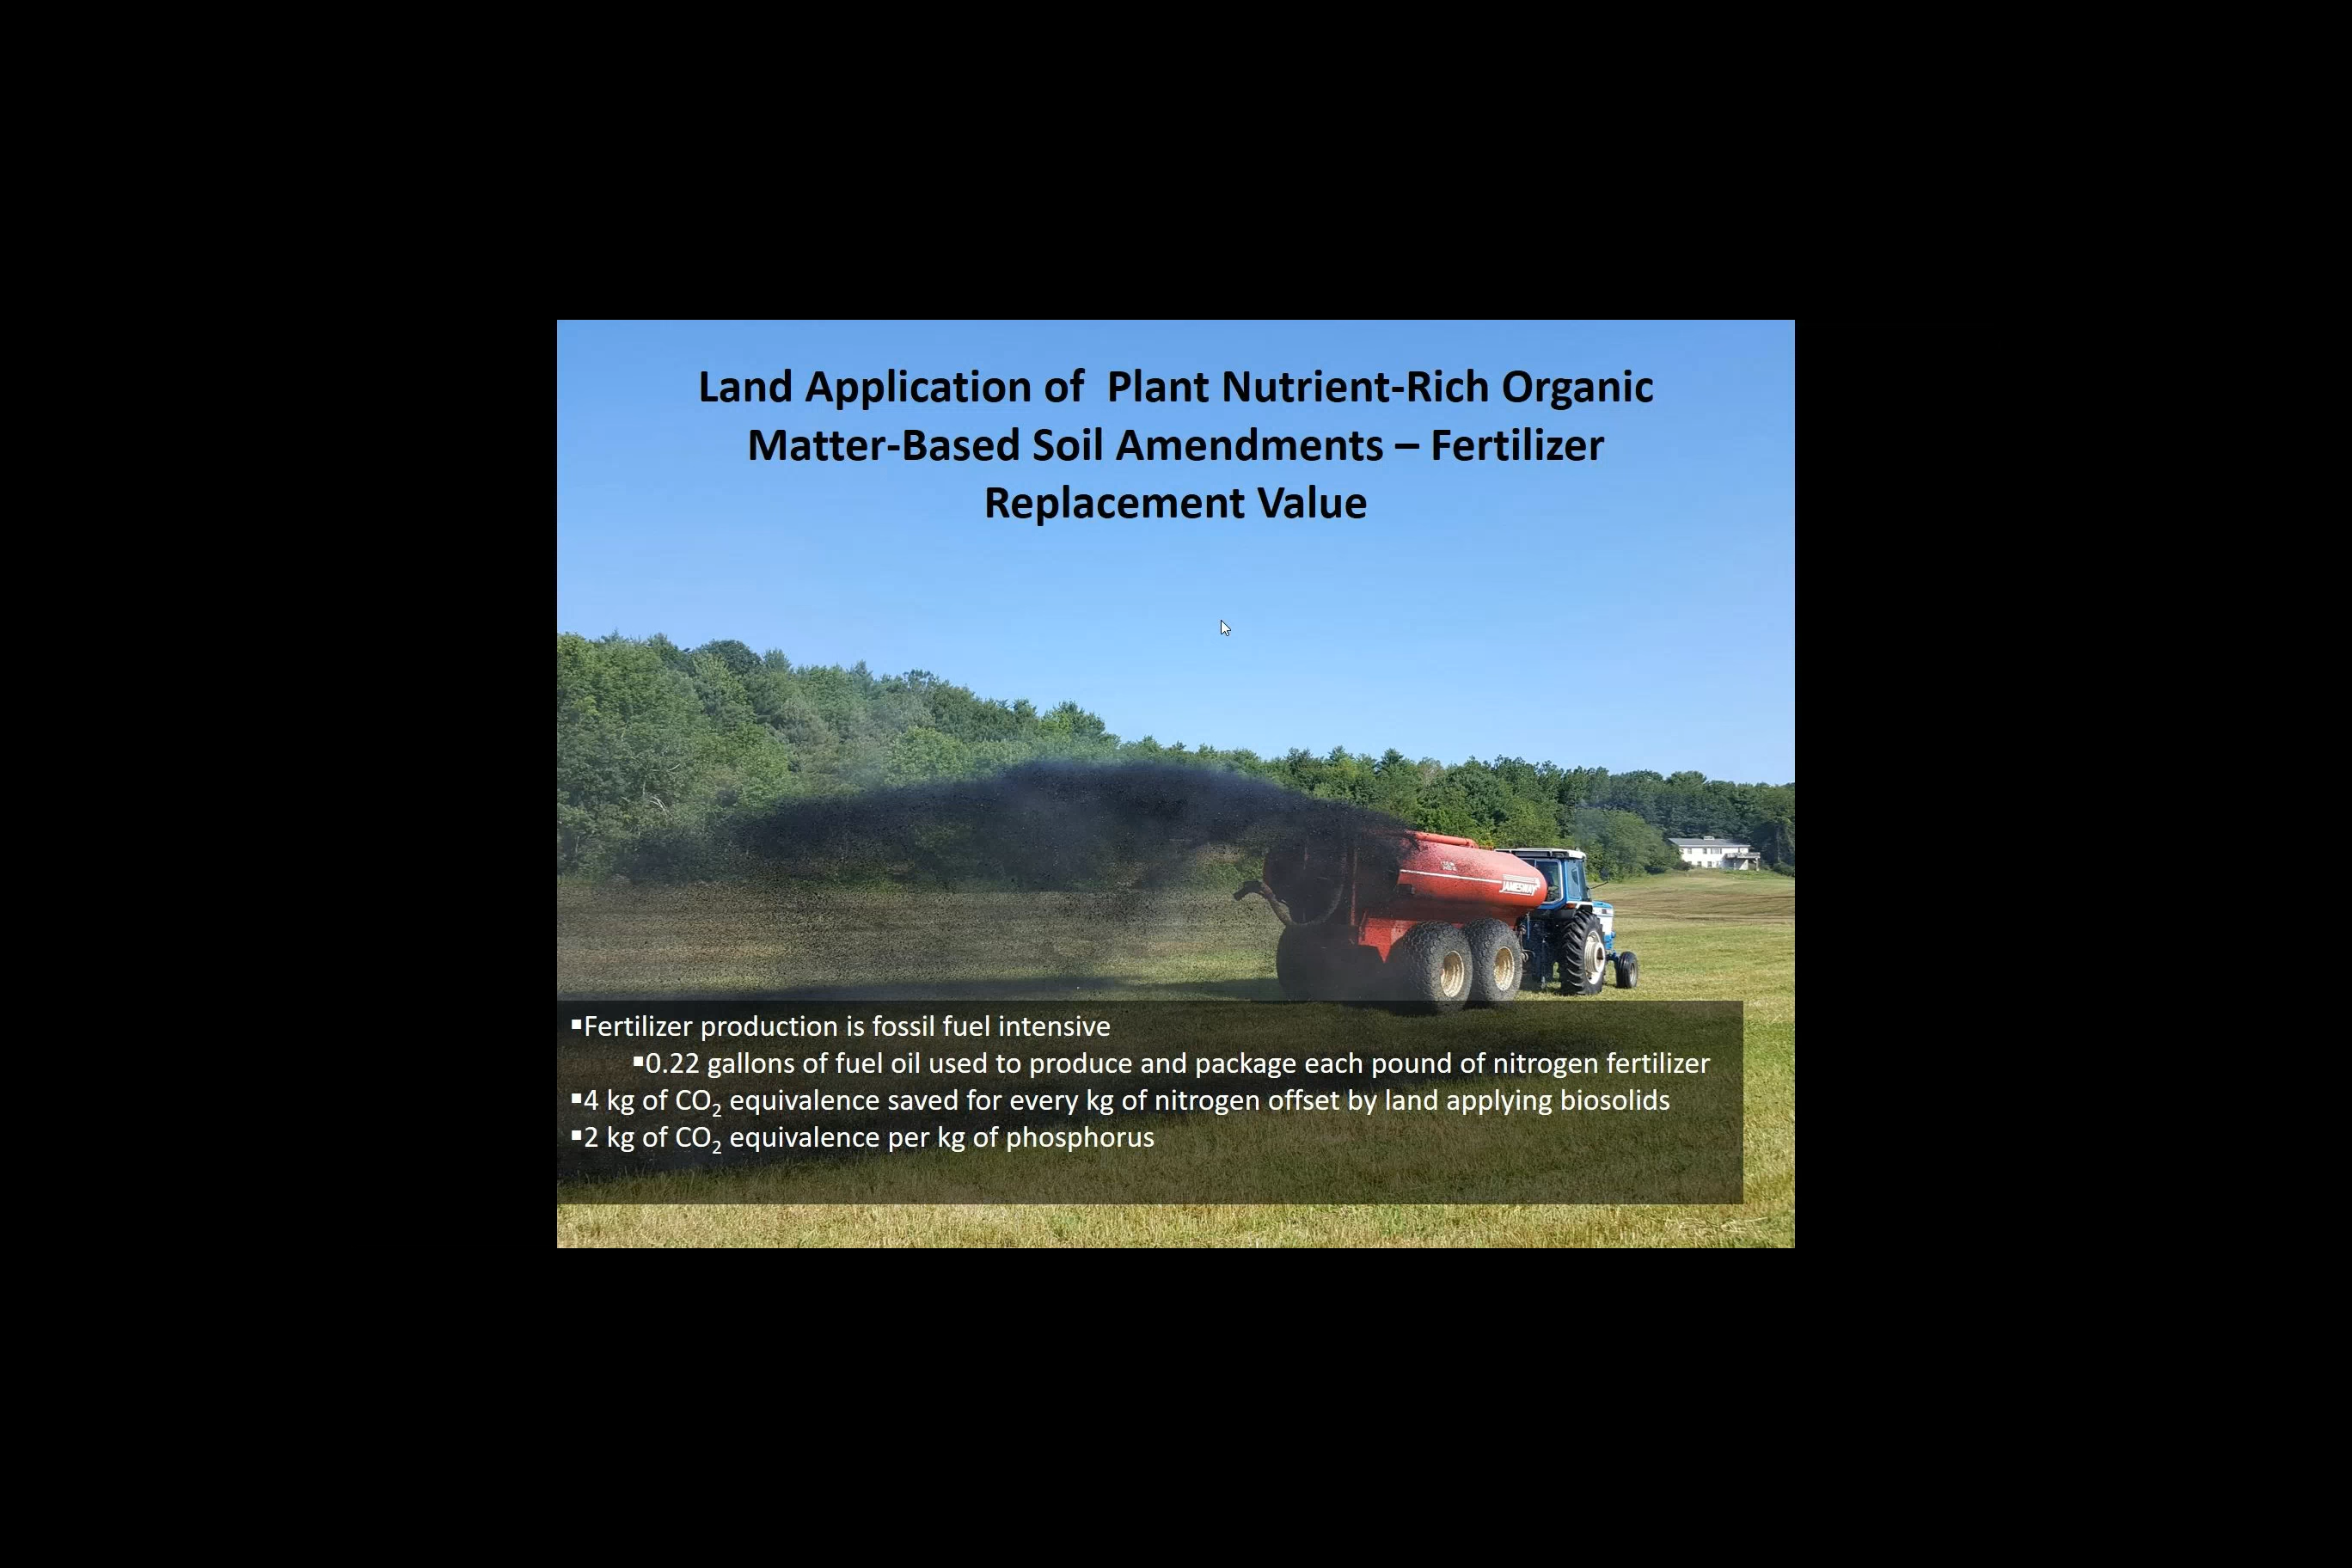 Land Application of  Plant Nutrient-Rich Organic
Matter-Based Soil Amendments – Fertilizer
Replacement Value
JAMESWAY
▪Fertilizer production is fossil fuel intensive
▪0.22 gallons of fuel oil used to produce and package each pound of nitrogen fertilizer
▪4 kg of CO₂ equivalence saved for every kg of nitrogen offset by land applying biosolids
▪2 kg of CO₂ equivalence per kg of phosphorus